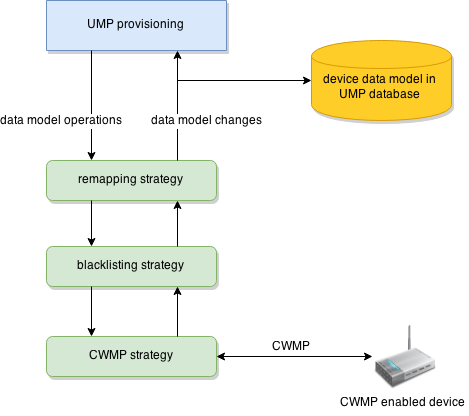 UMP provisioning
device data model in
UMP database
data model operations
data model changes
remapping strategy
blacklisting strategy
CWMP strategy
CWMP
CWMP enabled device